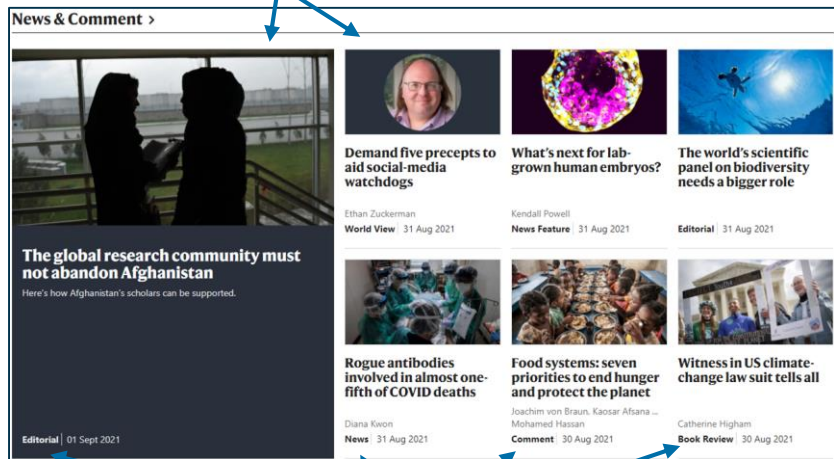 News & Comment >
The global research community must
not abandon Afghanistan
Here's how Afghanistan's scholars can be supported.
Editorial | 01 Sept 2021
Demand five precepts to
aid social-media
watchdogs
Ethan Zuckerman
World View | 31 Aug 2021
What's next for lab-
grown human embryos?
Kendall Powell
News Feature | 31 Aug 2021
The world's scientific
panel on biodiversity
needs a bigger role
Editorial | 31 Aug 2021
Rogue antibodies
involved in almost one-
fifth of COVID deaths
Diana Kwon
News | 31 Aug 2021
Food systems: seven
priorities to end hunger
and protect the planet
Joachim von Braun, Kaosar Afsana ...
Mohamed Hassan
Comment | 30 Aug 2021
Witness in US climate-
change law suit tells all
Catherine Higham
Book Review | 30 Aug 2021